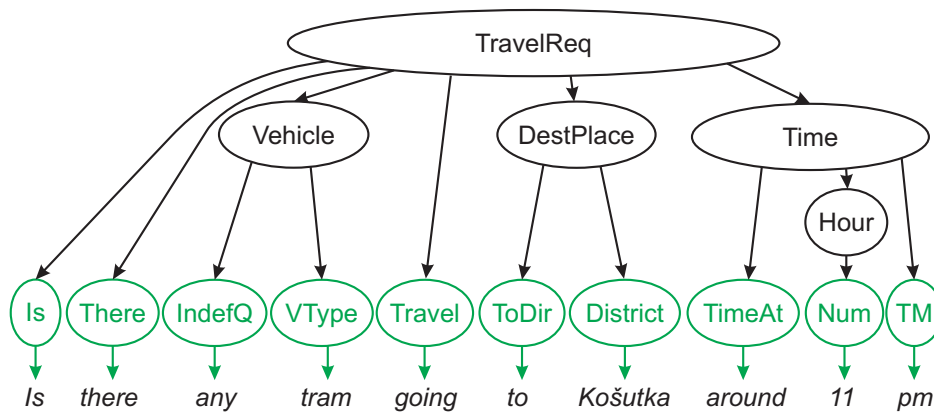 TravelReq
Vehicle DestPlace Time
Hour
Is There IndefQ VType Travel ToDir District TimeAt Num TM
Is there any tram going to Košutka around 11 pm